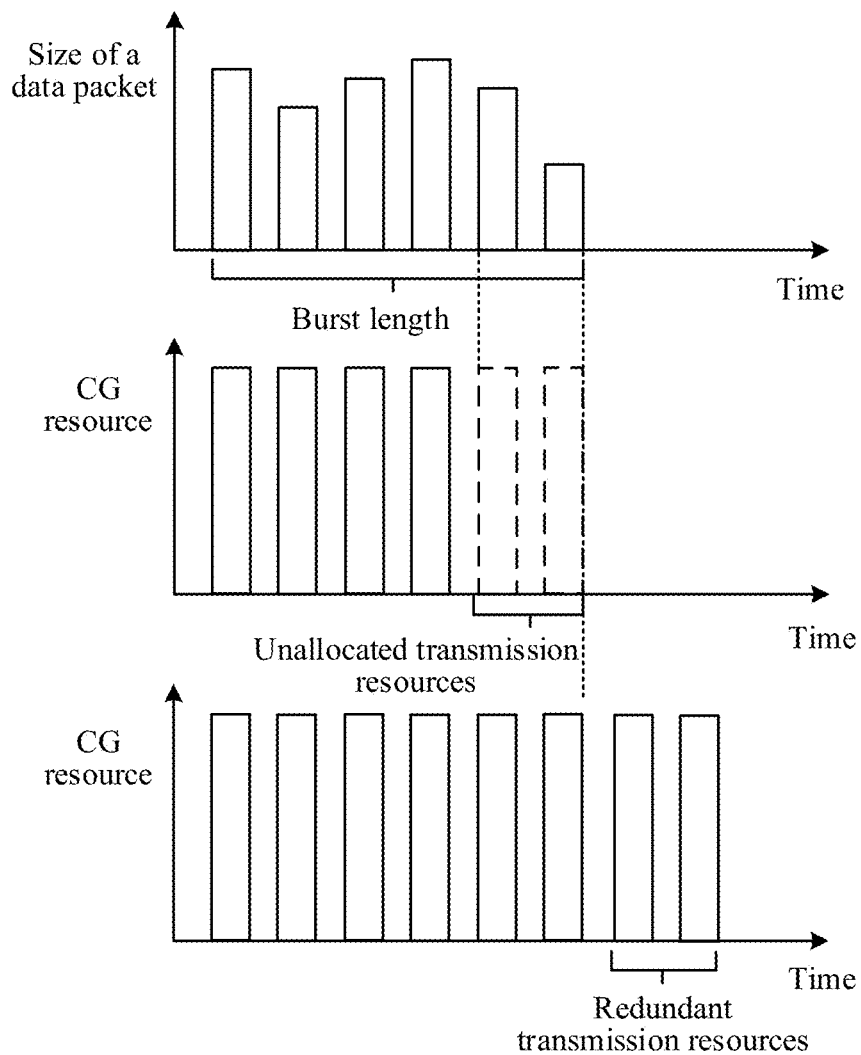 Size of a
data packet
Time
Burst length
CG
resource
Time
Unallocated transmission
resources
CG
resource
Time
Redundant
transmission resources